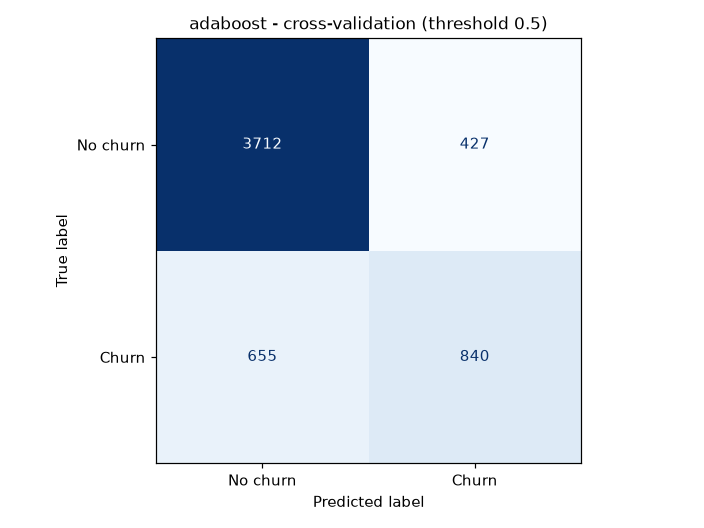 adaboost - cross-validation (threshold 0.5)
True label
No churn
3712
427
Churn
655
840
No churn
Churn
Predicted label